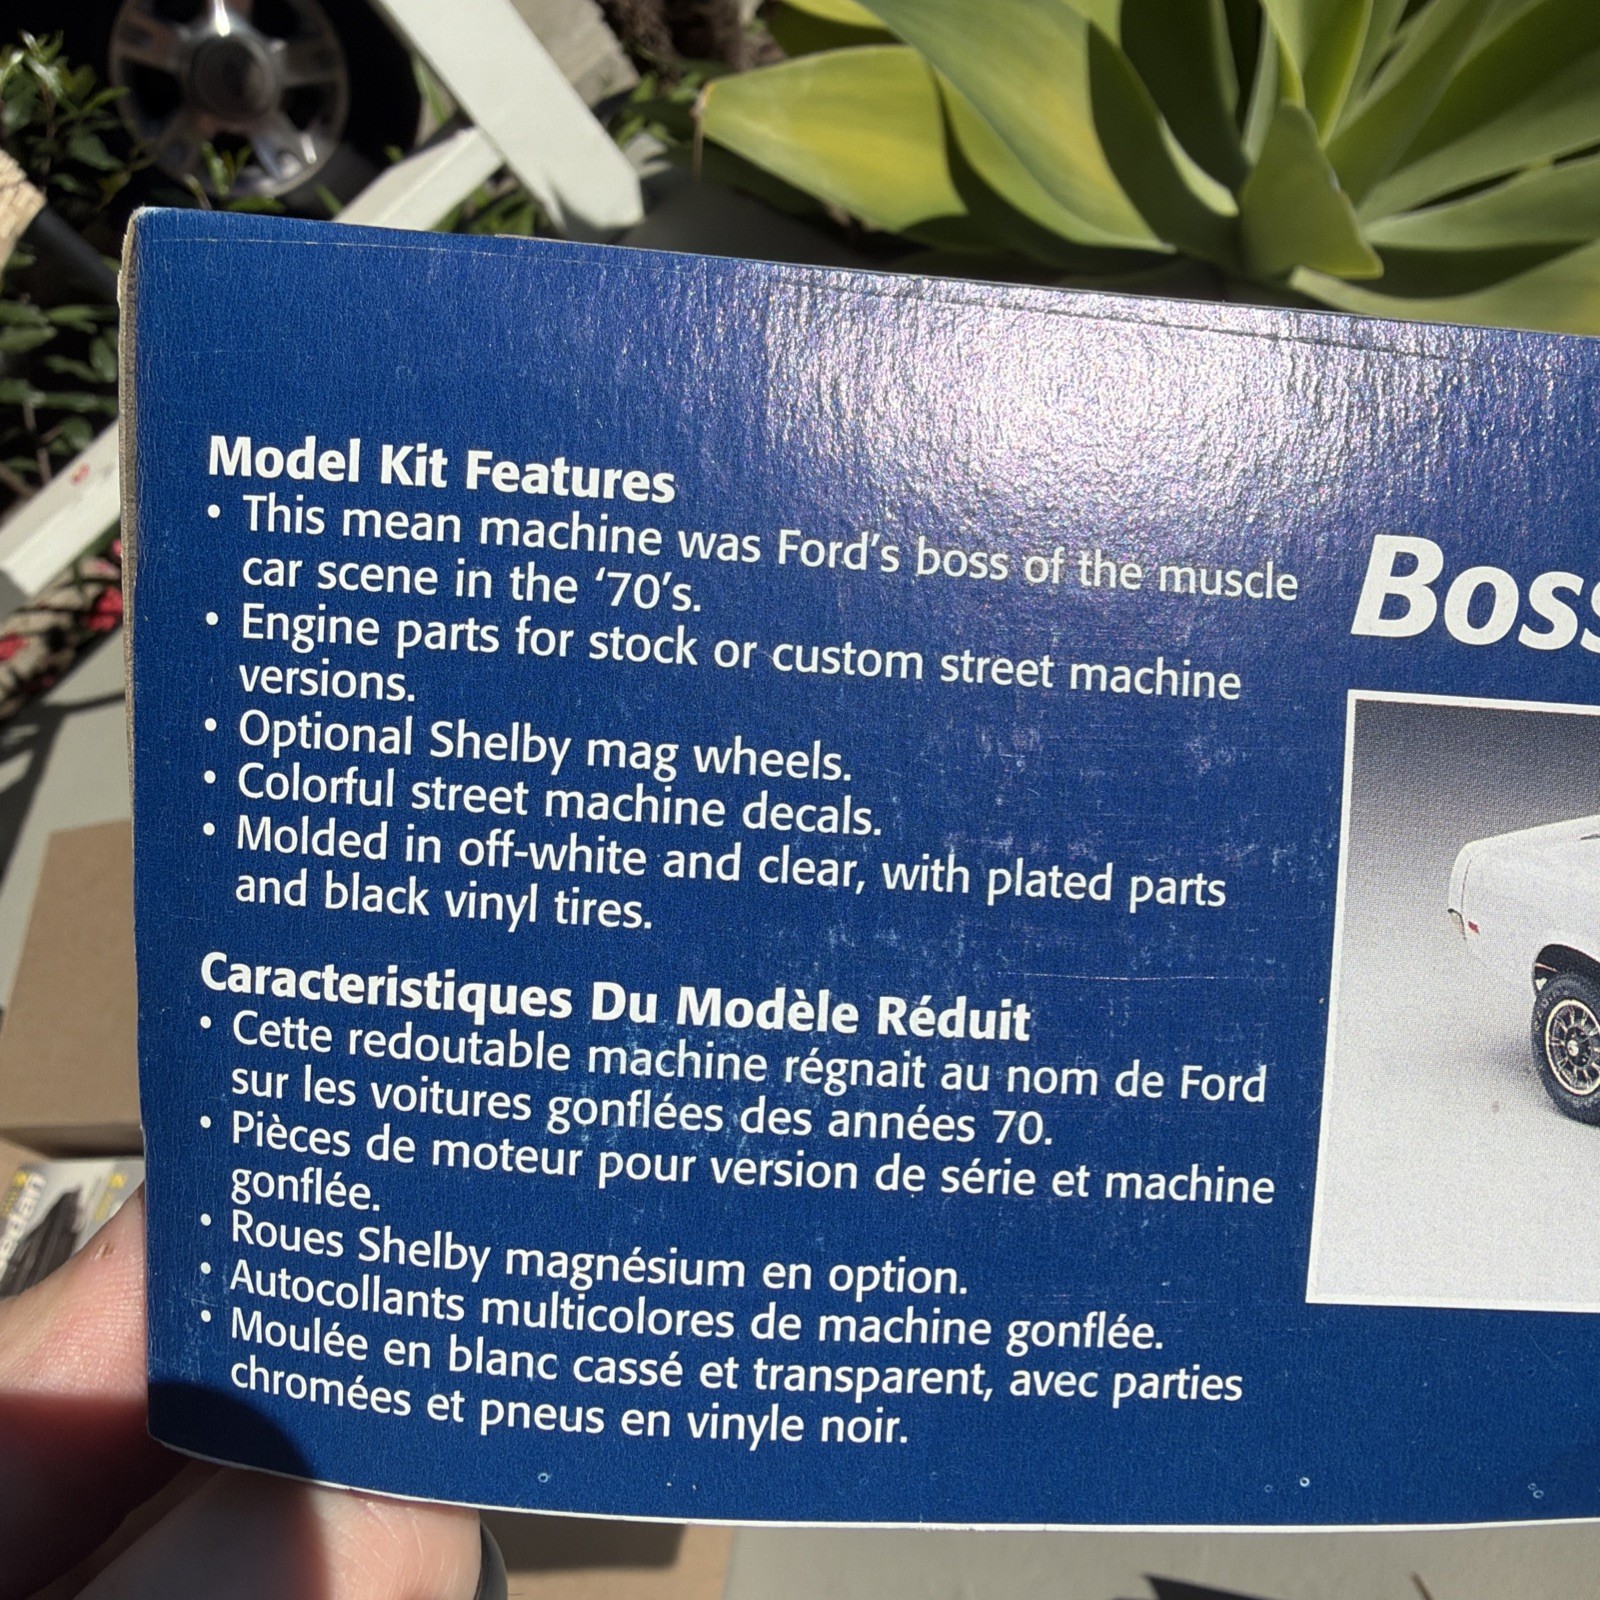 Model Kit Features
• This mean machine was Ford's boss of the muscle
car scene in the '70's.
• Engine parts for stock or custom street machine
versions.
• Optional Shelby mag wheels.
• Colorful street machine decals.
• Molded in off-white and clear, with plated parts
and black vinyl tires.
Caracteristiques Du Modèle Réduit
• Cette redoutable machine régnait au nom de Ford
sur les voitures gonflées des années 70.
• Pièces de moteur pour version de série et machine
gonflée.
• Roues Shelby magnésium en option.
• Autocollants multicolores de machine gonflée.
• Moulée en blanc cassé et transparent, avec parties
chromées et pneus en vinyle noir.
Boss